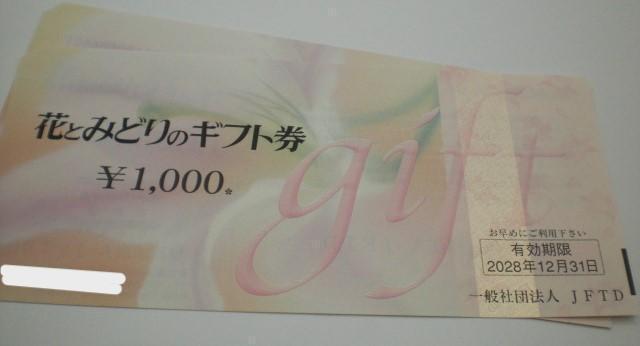 花とみどりのギフト券
¥1,000.*
gift
お早めにご利用下さい
有効期限
2028年12月31日
一般社団法人 JFTD